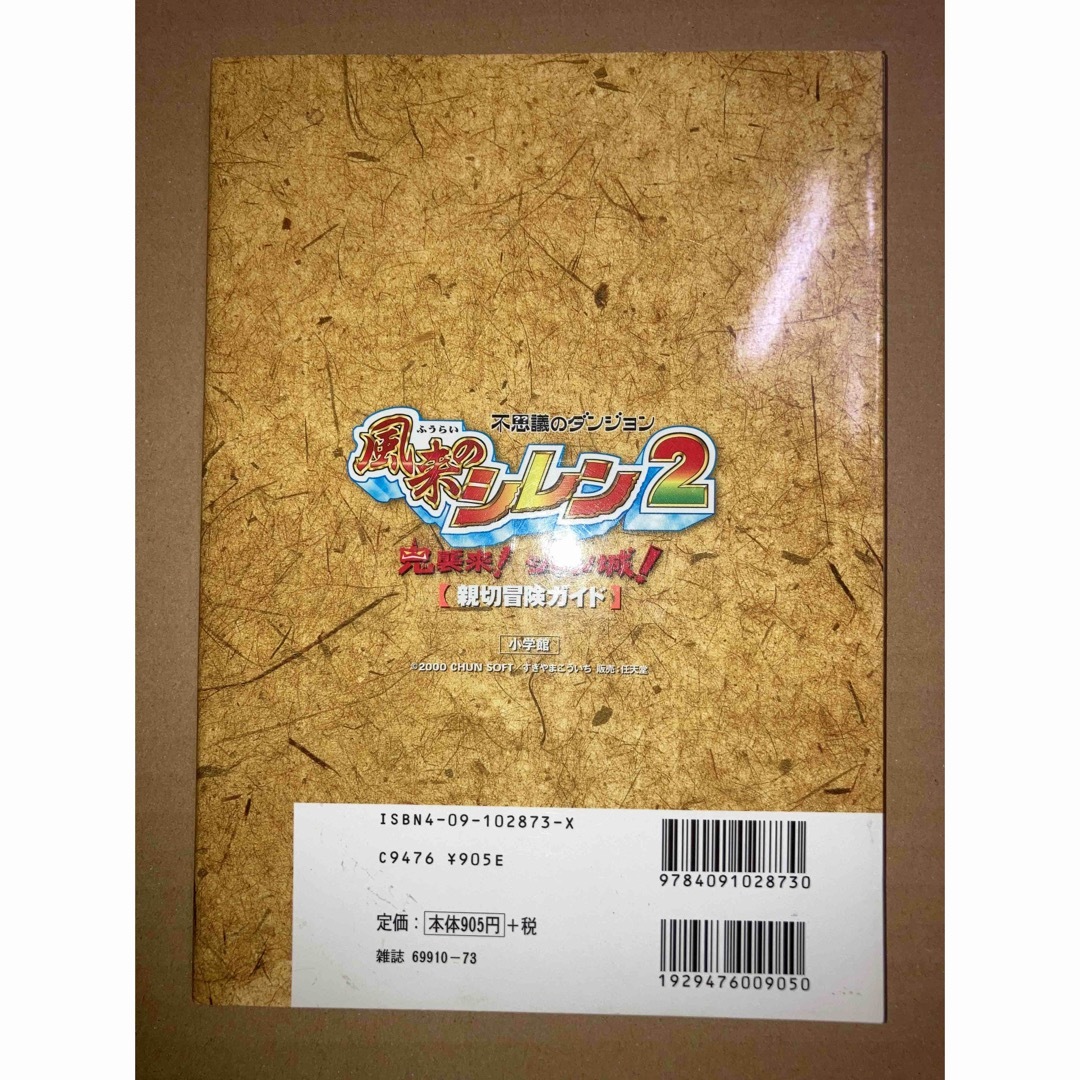 不思議のダンジョン
ふうらい
風来のシレン2
鬼襲来! 城!
【親切冒険ガイド】
小学館
©2000 CHUN SOFT/すぎやまこういち 販売:任天堂
ISBN4-09-102873-X
C9476 ¥905E
9784091028730
定価:本体905円+税
雑誌 69910-73
1929476009050